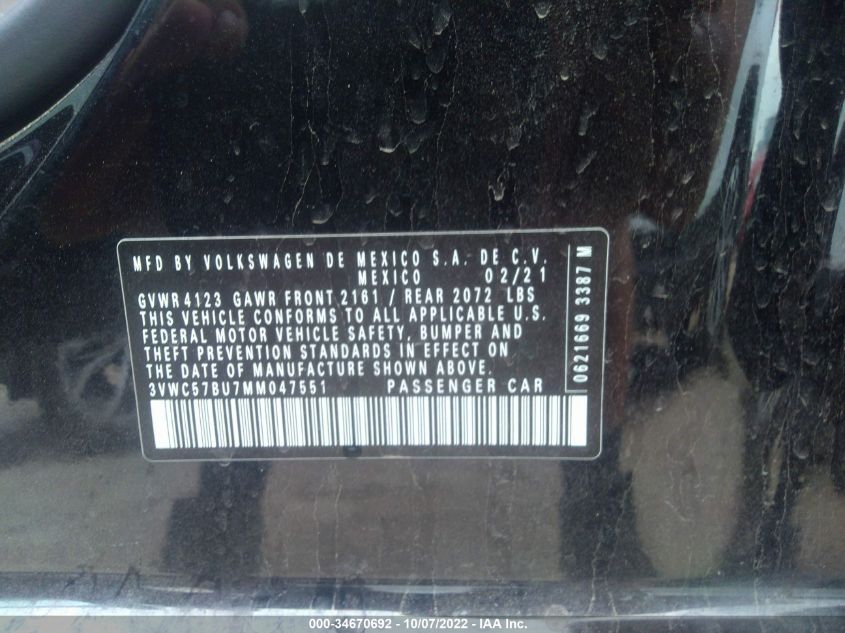 MFD BY VOLKSWAGEN DE MEXICO S.A. DE C.V.
MEXICO 02/21
GVWR 4123 GAWR FRONT 2161 / REAR 2072 LBS
THIS VEHICLE CONFORMS TO ALL APPLICABLE U.S.
FEDERAL MOTOR VEHICLE SAFETY, BUMPER AND
THEFT PREVENTION STANDARDS IN EFFECT ON
THE DATE OF MANUFACTURE SHOWN ABOVE.
3VWC57BU7MM047551 PASSENGER CAR
0621669 3387 M
000-34670692 - 10/07/2022 - IAA Inc.